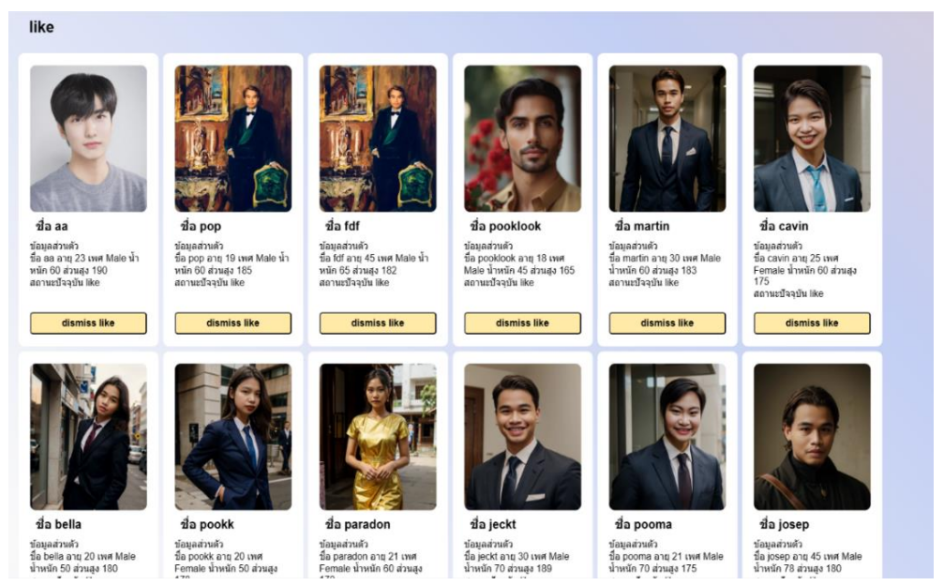 like
ชื่อ aa
ข้อมูลส่วนตัว
ชื่อ aa อายุ 23 เพศ Male น้ำ
หนัก 60 ส่วนสูง 190
สถานะปัจจุบัน like
dismiss like
ชื่อ pop
ข้อมูลส่วนตัว
ชื่อ pop อายุ 19 เพศ Male น้ำ
หนัก 60 ส่วนสูง 185
สถานะปัจจุบัน like
dismiss like
ชื่อ fdf
ข้อมูลส่วนตัว
ชื่อ fdf อายุ 45 เพศ Male น้ำ
หนัก 65 ส่วนสูง 182
สถานะปัจจุบัน like
dismiss like
ชื่อ pooklook
ข้อมูลส่วนตัว
ชื่อ pooklook อายุ 18 เพศ
Male น้ำหนัก 45 ส่วนสูง 165
สถานะปัจจุบัน like
dismiss like
ชื่อ martin
ข้อมูลส่วนตัว
ชื่อ martin อายุ 30 เพศ Male
น้ำหนัก 60 ส่วนสูง 183
สถานะปัจจุบัน like
dismiss like
ชื่อ cavin
ข้อมูลส่วนตัว
ชื่อ cavin อายุ 25 เพศ
Female น้ำหนัก 60 ส่วนสูง
175
สถานะปัจจุบัน like
dismiss like
ชื่อ bella
ข้อมูลส่วนตัว
ชื่อ bella อายุ 20 เพศ Male
น้ำหนัก 50 ส่วนสูง 180
ชื่อ pookk
ข้อมูลส่วนตัว
ชื่อ pookk อายุ 20 เพศ
Female น้ำหนัก 50 ส่วนสูง
ชื่อ paradon
ข้อมูลส่วนตัว
ชื่อ paradon อายุ 21 เพศ
Female น้ำหนัก 60 ส่วนสูง
ชื่อ jeckt
ข้อมูลส่วนตัว
ชื่อ jeckt อายุ 30 เพศ Male
น้ำหนัก 70 ส่วนสูง 189
ชื่อ pooma
ข้อมูลส่วนตัว
ชื่อ pooma อายุ 21 เพศ Male
น้ำหนัก 70 ส่วนสูง 175
ชื่อ josep
ข้อมูลส่วนตัว
ชื่อ josep อายุ 45 เพศ Male
น้ำหนัก 78 ส่วนสูง 180